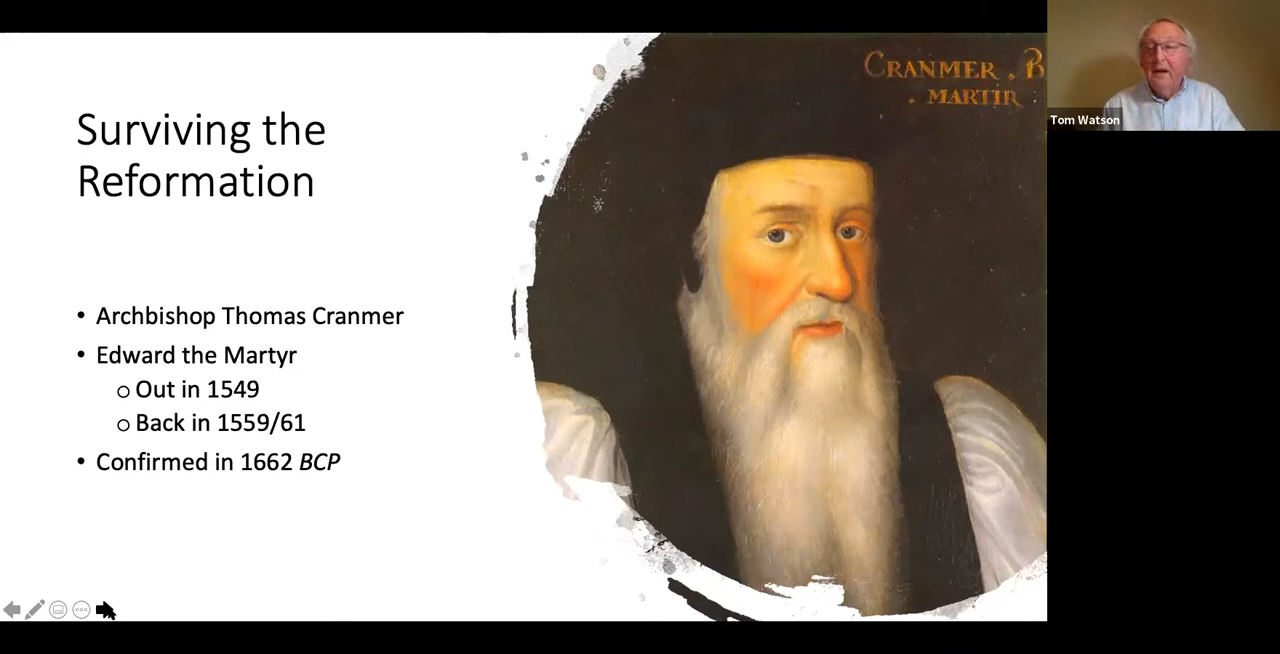 Surviving the
Reformation
• Archbishop Thomas Cranmer
• Edward the Martyr
o Out in 1549
o Back in 1559/61
• Confirmed in 1662 BCP
CRANMER . B
. MARTIR
Tom Watson